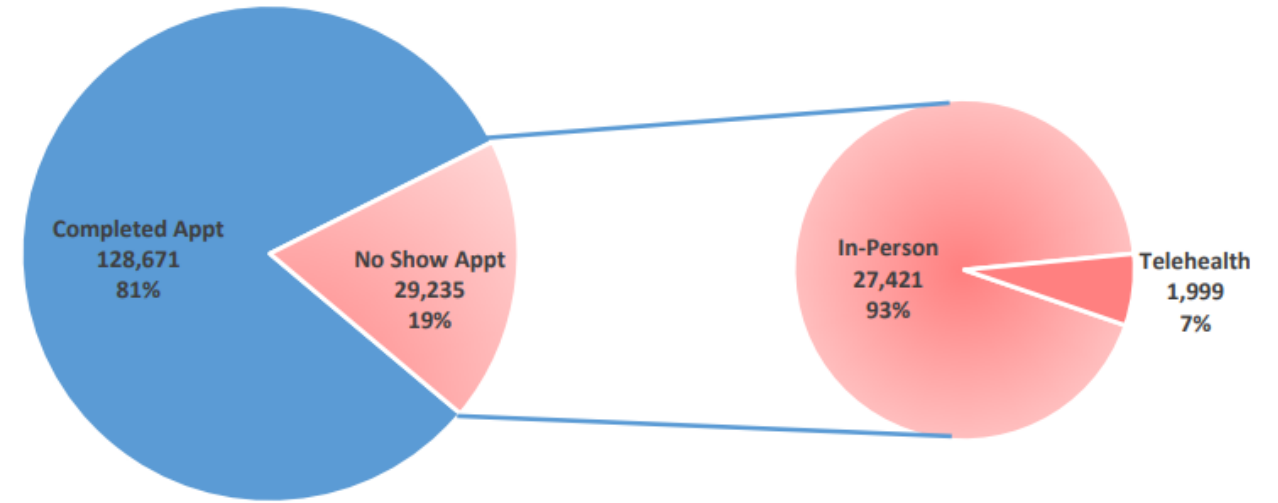 Completed Appt
128,671
81%
No Show Appt
29,235
19%
In-Person
27,421
93%
Telehealth
1,999
7%